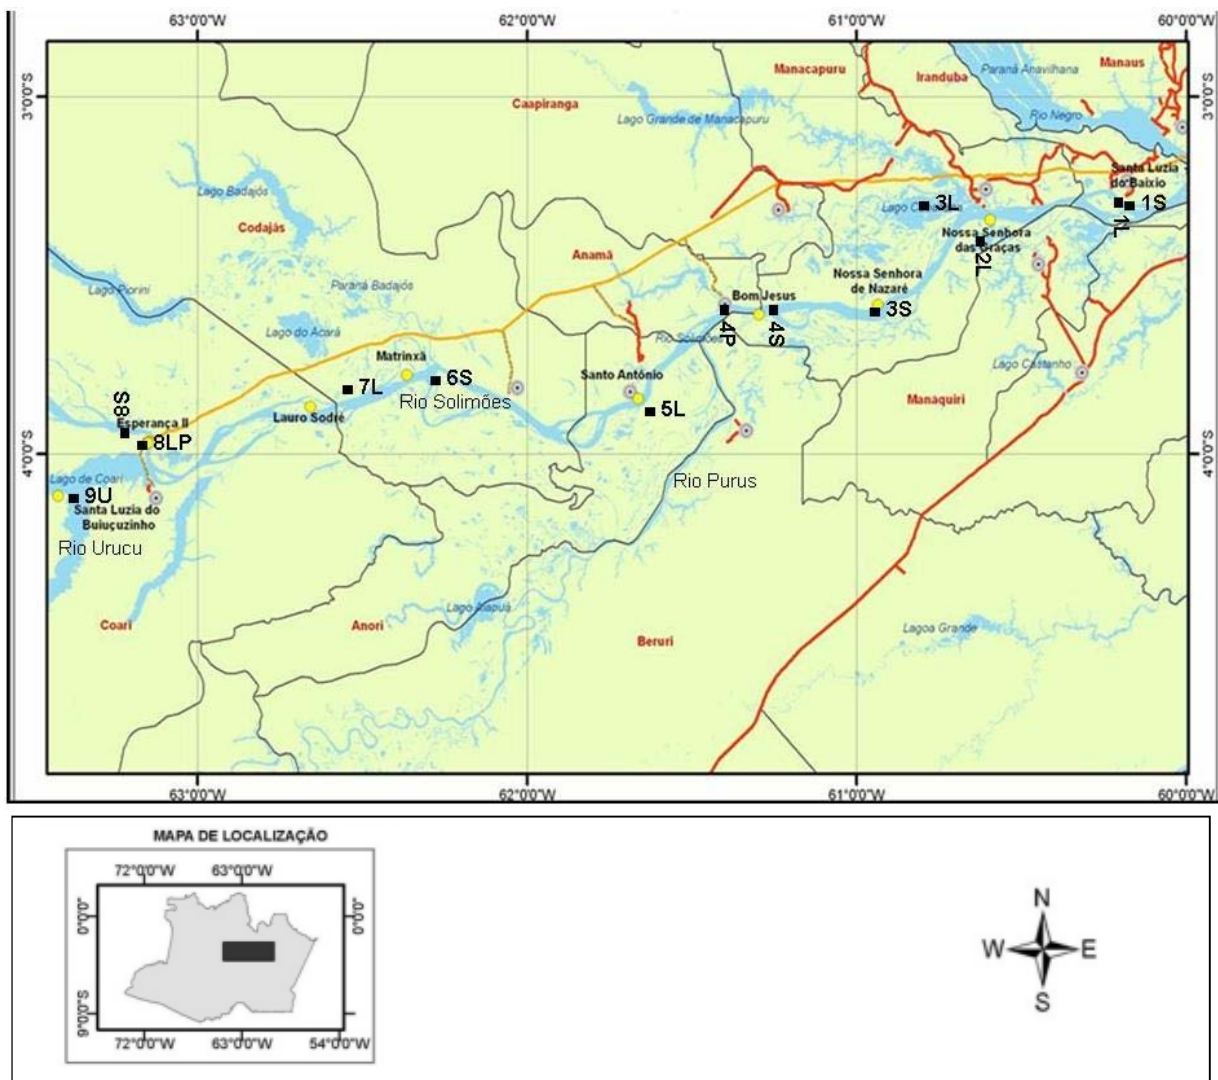 63°0'0"W
62°0'0"W
61°0'0"W
60°0'0"W
3°0'0"S
3°0'0"S
Manacapuru
Iranduba
Paraná Anavilhana
Manaus
Caapiranga
Lago Grande de Manacapuru
Rio Negro
Santa Luzia
do Baixio
Lago Badajós
Codajás
3L
1S
1L
Nossa Senhora
das Graças
2L
Anamã
Nossa Senhora
de Nazaré
Lago Piorini
Paraná Badajós
Bom Jesus
3S
4P
4S
Lago do Acará
Rio Solimões
Matrinxã
Lago Castanho
Santo Antônio
7L
6S
Rio Solimões
Manaquiri
5L
S8
Esperança II
Lauro Sodré
8LP
4°0'0"S
4°0'0"S
Lago de Coari
9U
Rio Purus
Santa Luzia do
Buiuçuzinho
Rio Urucu
Coari
Anori
Beruri
Lagoa Grande
63°0'0"W
62°0'0"W
61°0'0"W
60°0'0"W
MAPA DE LOCALIZAÇÃO
72°0'0"W
63°0'0"W
0°0'0"
0°0'0"
9°0'0"S
72°0'0"W
63°0'0"W
54°0'0"W
N
W
E
S